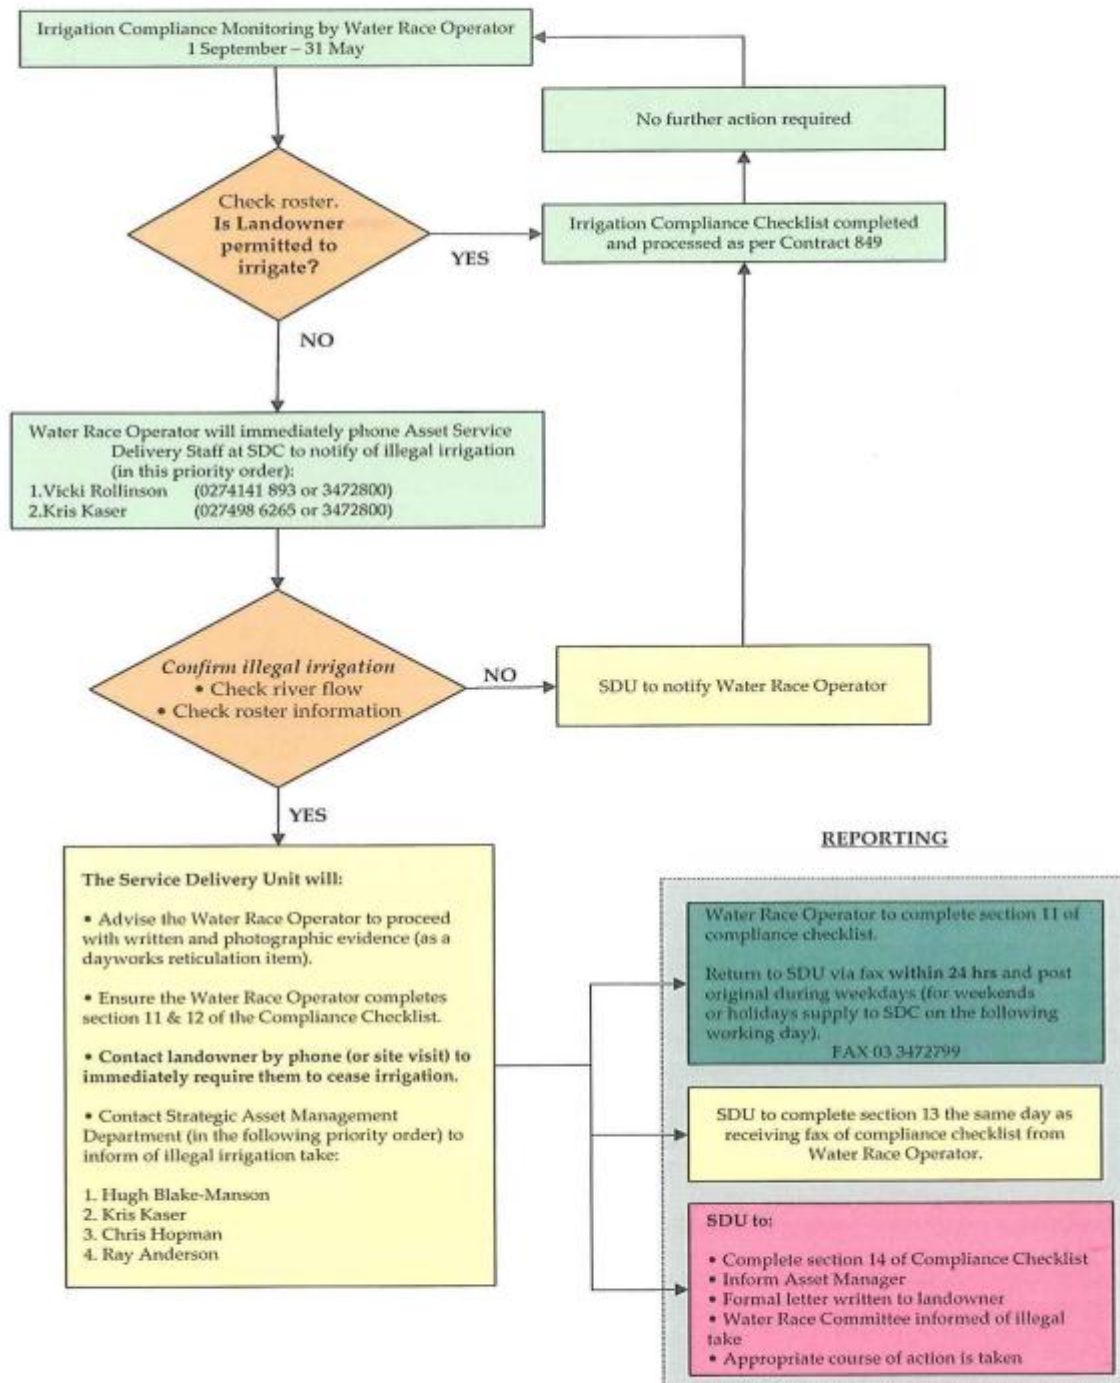 Irrigation Compliance Monitoring by Water Race Operator
1 September – 31 May
No further action required
Check roster.
Is Landowner
permitted to
irrigate?
YES
Irrigation Compliance Checklist completed
and processed as per Contract 849
NO
Water Race Operator will immediately phone Asset Service
Delivery Staff at SDC to notify of illegal irrigation
(in this priority order):
1.Vicki Rollinson (0274141 893 or 3472800)
2.Kris Kaser (027498 6265 or 3472800)
Confirm illegal irrigation
• Check river flow
• Check roster information
NO
SDU to notify Water Race Operator
YES
The Service Delivery Unit will:
• Advise the Water Race Operator to proceed
with written and photographic evidence (as a
dayworks reticulation item).
• Ensure the Water Race Operator completes
section 11 & 12 of the Compliance Checklist.
• Contact landowner by phone (or site visit) to
immediately require them to cease irrigation.
• Contact Strategic Asset Management
Department (in the following priority order) to
inform of illegal irrigation take:
1. Hugh Blake-Manson
2. Kris Kaser
3. Chris Hopman
4. Ray Anderson
REPORTING
Water Race Operator to complete section 11 of
compliance checklist.
Return to SDU via fax within 24 hrs and post
original during weekdays (for weekends
or holidays supply to SDC on the following
working day).
FAX 03 3472799
SDU to complete section 13 the same day as
receiving fax of compliance checklist from
Water Race Operator.
SDU to:
• Complete section 14 of Compliance Checklist
• Inform Asset Manager
• Formal letter written to landowner
• Water Race Committee informed of illegal
take
• Appropriate course of action is taken